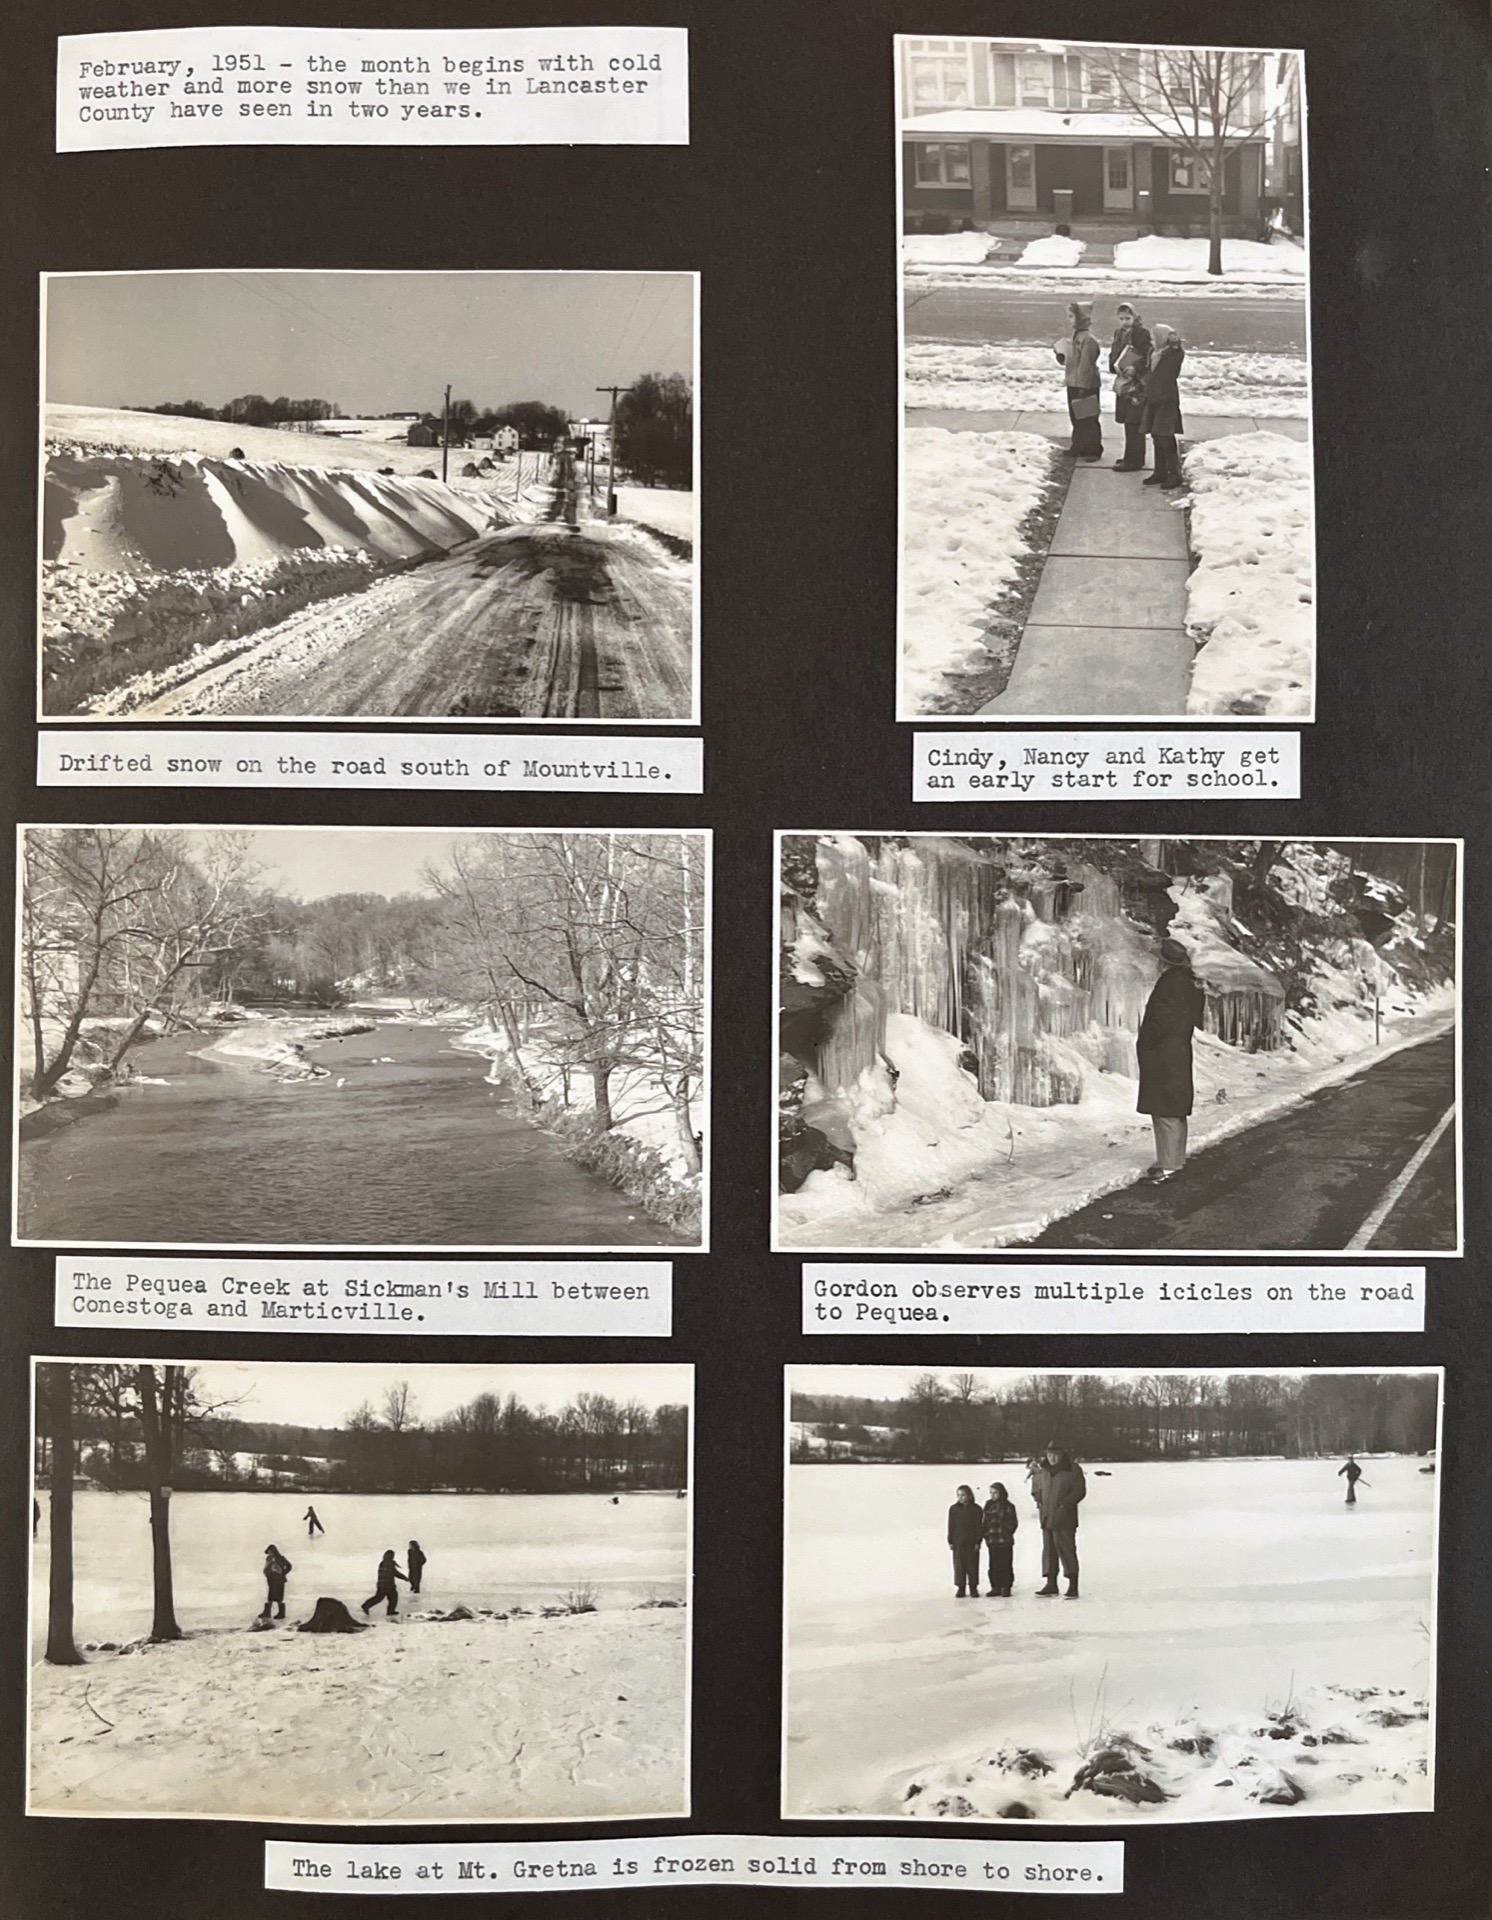 February, 1951 - the month begins with cold
weather and more snow than we in Lancaster
County have seen in two years.
Drifted snow on the road south of Mountville.
Cindy, Nancy and Kathy get
an early start for school.
The Pequea Creek at Sickman's Mill between
Conestoga and Marticville.
Gordon observes multiple icicles on the road
to Pequea.
The lake at Mt. Gretna is frozen solid from shore to shore.